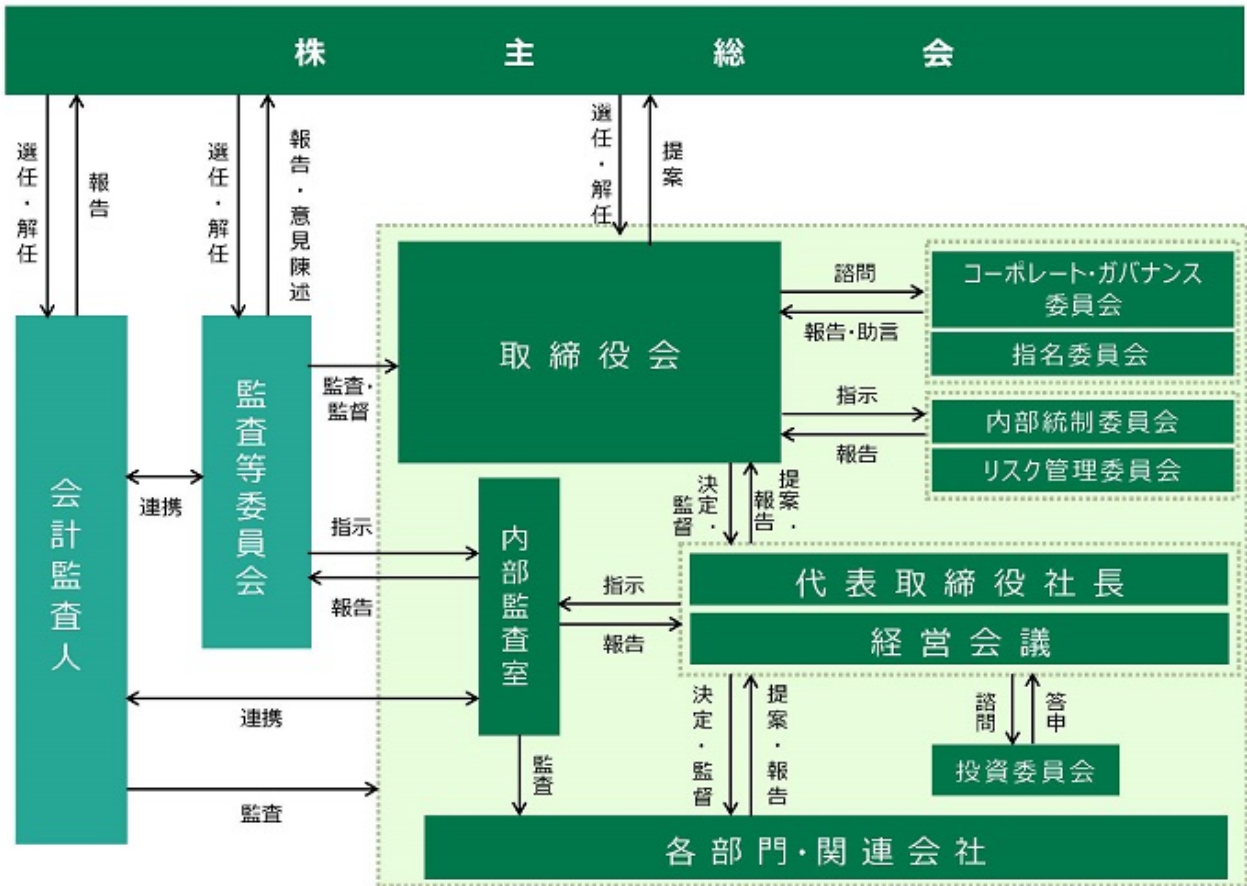 株主総会
選任・解任
報告
選任・解任
報告・意見陳述
選任・解任
提案
取締役会
諮問
報告・助言
コーポレート・ガバナンス
委員会
指名委員会
監査・
監督
指示
報告
内部統制委員会
リスク管理委員会
会計監査人
監査等委員会
連携
決定・
監督
提案・
報告
指示
報告
内部監査室
指示
報告
代表取締役社長
経営会議
連携
決定・監督
提案・報告
諮問
答申
投資委員会
監査
監査
各部門・関連会社